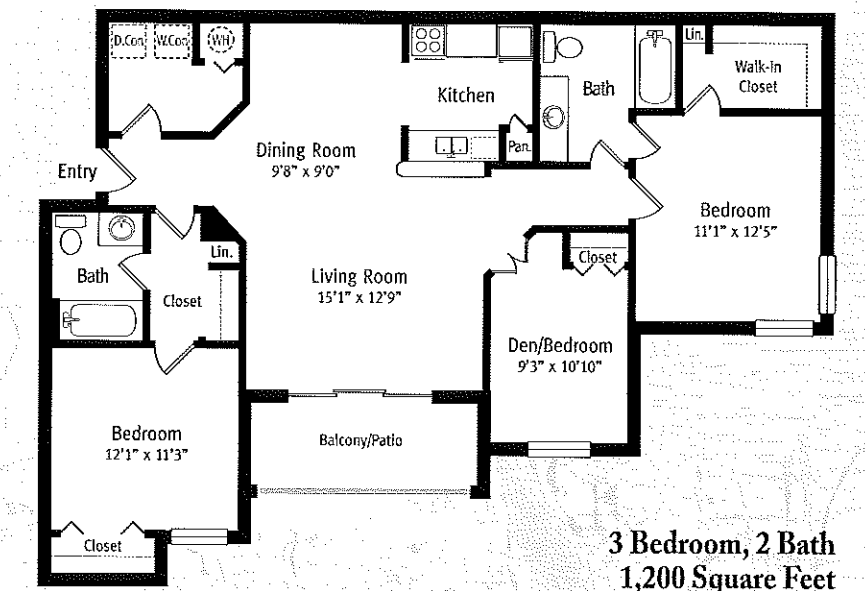 D.Con W.Con WH
Lin.
Walk-in
Closet
Kitchen
Bath
Pan.
Dining Room
9'8" x 9'0"
Entry
Bedroom
11'1" x 12'5"
Lin.
Closet
Bath
Closet
Living Room
15'1" x 12'9"
Den/Bedroom
9'3" x 10'10"
Bedroom
12'1" x 11'3"
Balcony/Patio
Closet
3 Bedroom, 2 Bath
1,200 Square Feet